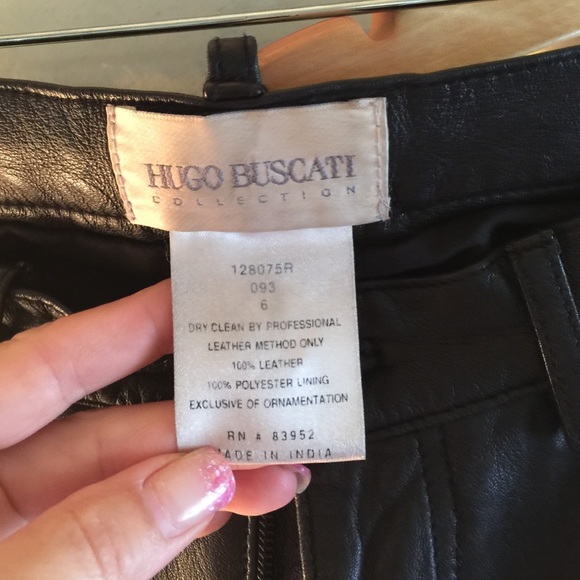 HUGO BUSCATI
COLLECTION
128075R
093
6
DRY CLEAN BY PROFESSIONAL
LEATHER METHOD ONLY
100% LEATHER
100% POLYESTER LINING
EXCLUSIVE OF ORNAMENTATION
RN # 83952
MADE IN INDIA